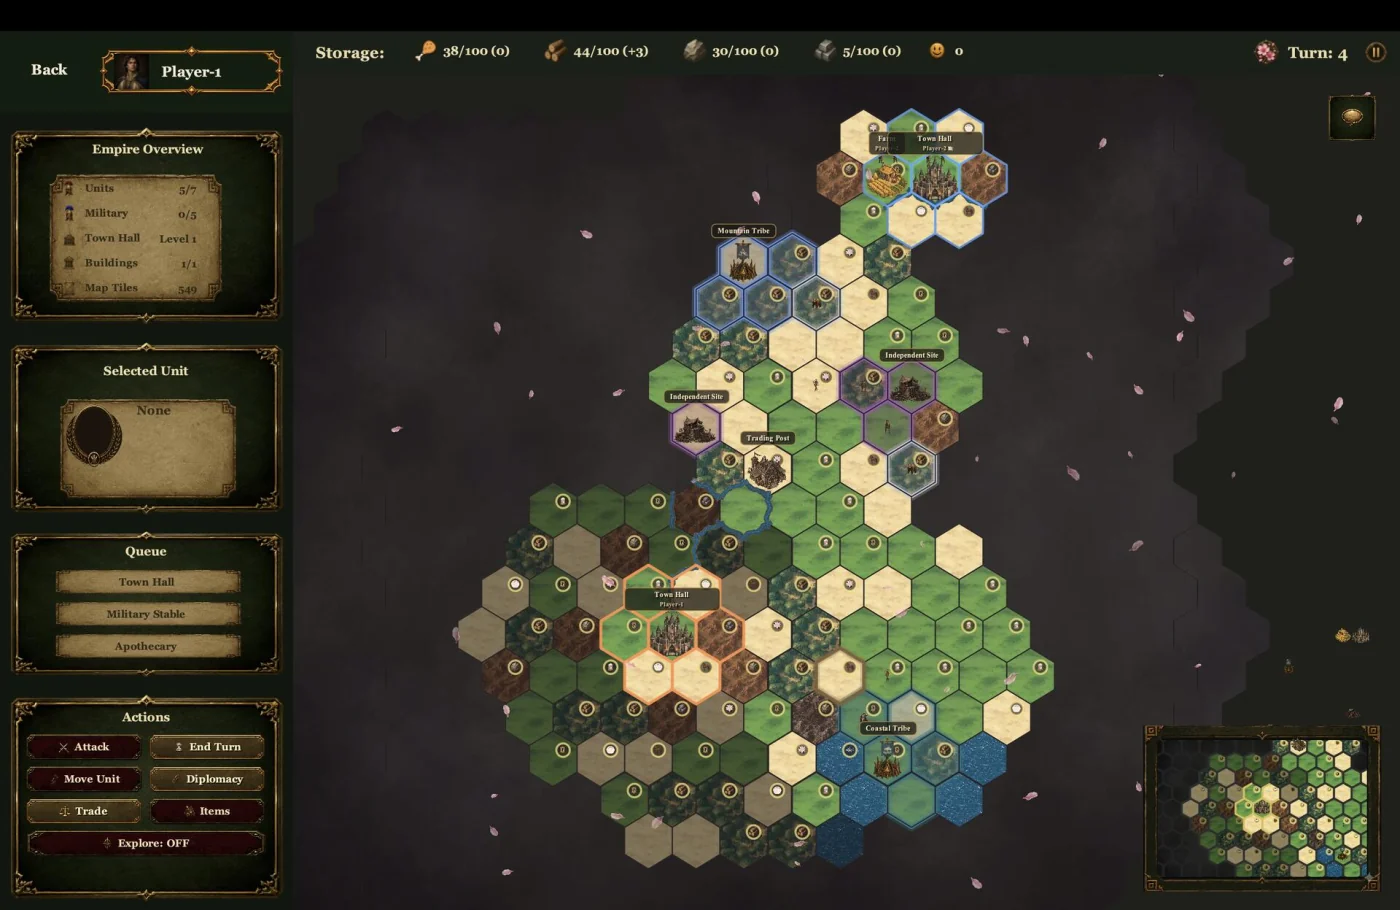 Back
Player-1
Storage:
38/100 (0)
44/100 (+3)
30/100 (0)
5/100 (0)
0
Turn: 4
Empire Overview
Units 5/7
Military 0/5
Town Hall Level 1
Buildings 1/1
Map Tiles 549
Selected Unit
None
Queue
Town Hall
Military Stable
Apothecary
Actions
Attack
End Turn
Move Unit
Diplomacy
Trade
Items
Explore: OFF
Town Hall
Player-2
Mountain Tribe
Independent Site
Independent Site
Trading Post
Town Hall
Player-1
Coastal Tribe